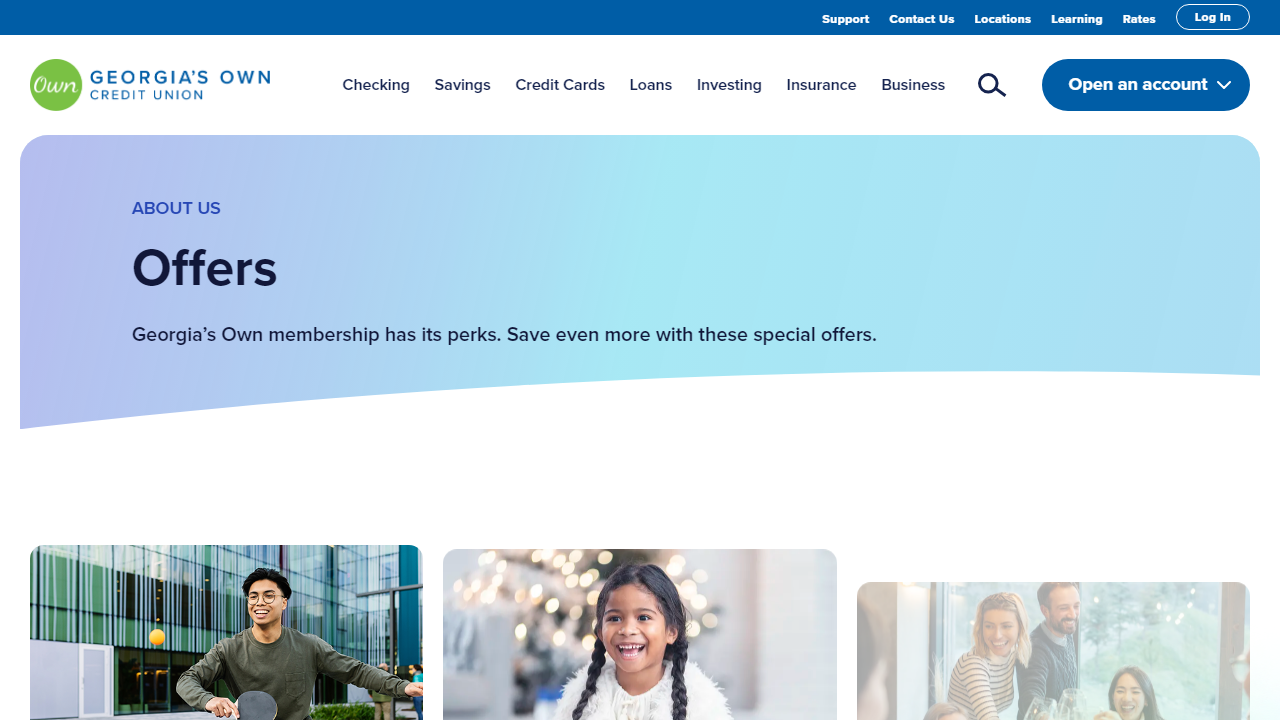 Support Contact Us Locations Learning Rates Log In
Own GEORGIA'S OWN
CREDIT UNION
Checking Savings Credit Cards Loans Investing Insurance Business Open an account
ABOUT US
Offers
Georgia’s Own membership has its perks. Save even more with these special offers.